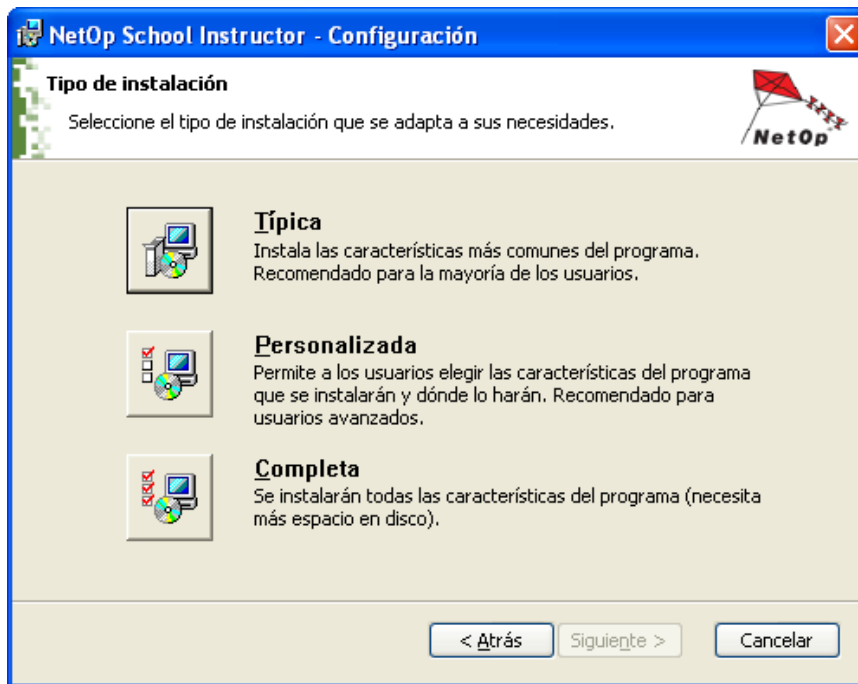 NetOp School Instructor - Configuración
Tipo de instalación
Seleccione el tipo de instalación que se adapta a sus necesidades.
NetOp
Típica
Instala las características más comunes del programa.
Recomendado para la mayoría de los usuarios.
Personalizada
Permite a los usuarios elegir las características del programa
que se instalarán y dónde lo harán. Recomendado para
usuarios avanzados.
Completa
Se instalarán todas las características del programa (necesita
más espacio en disco).
< Atrás
Siguiente >
Cancelar